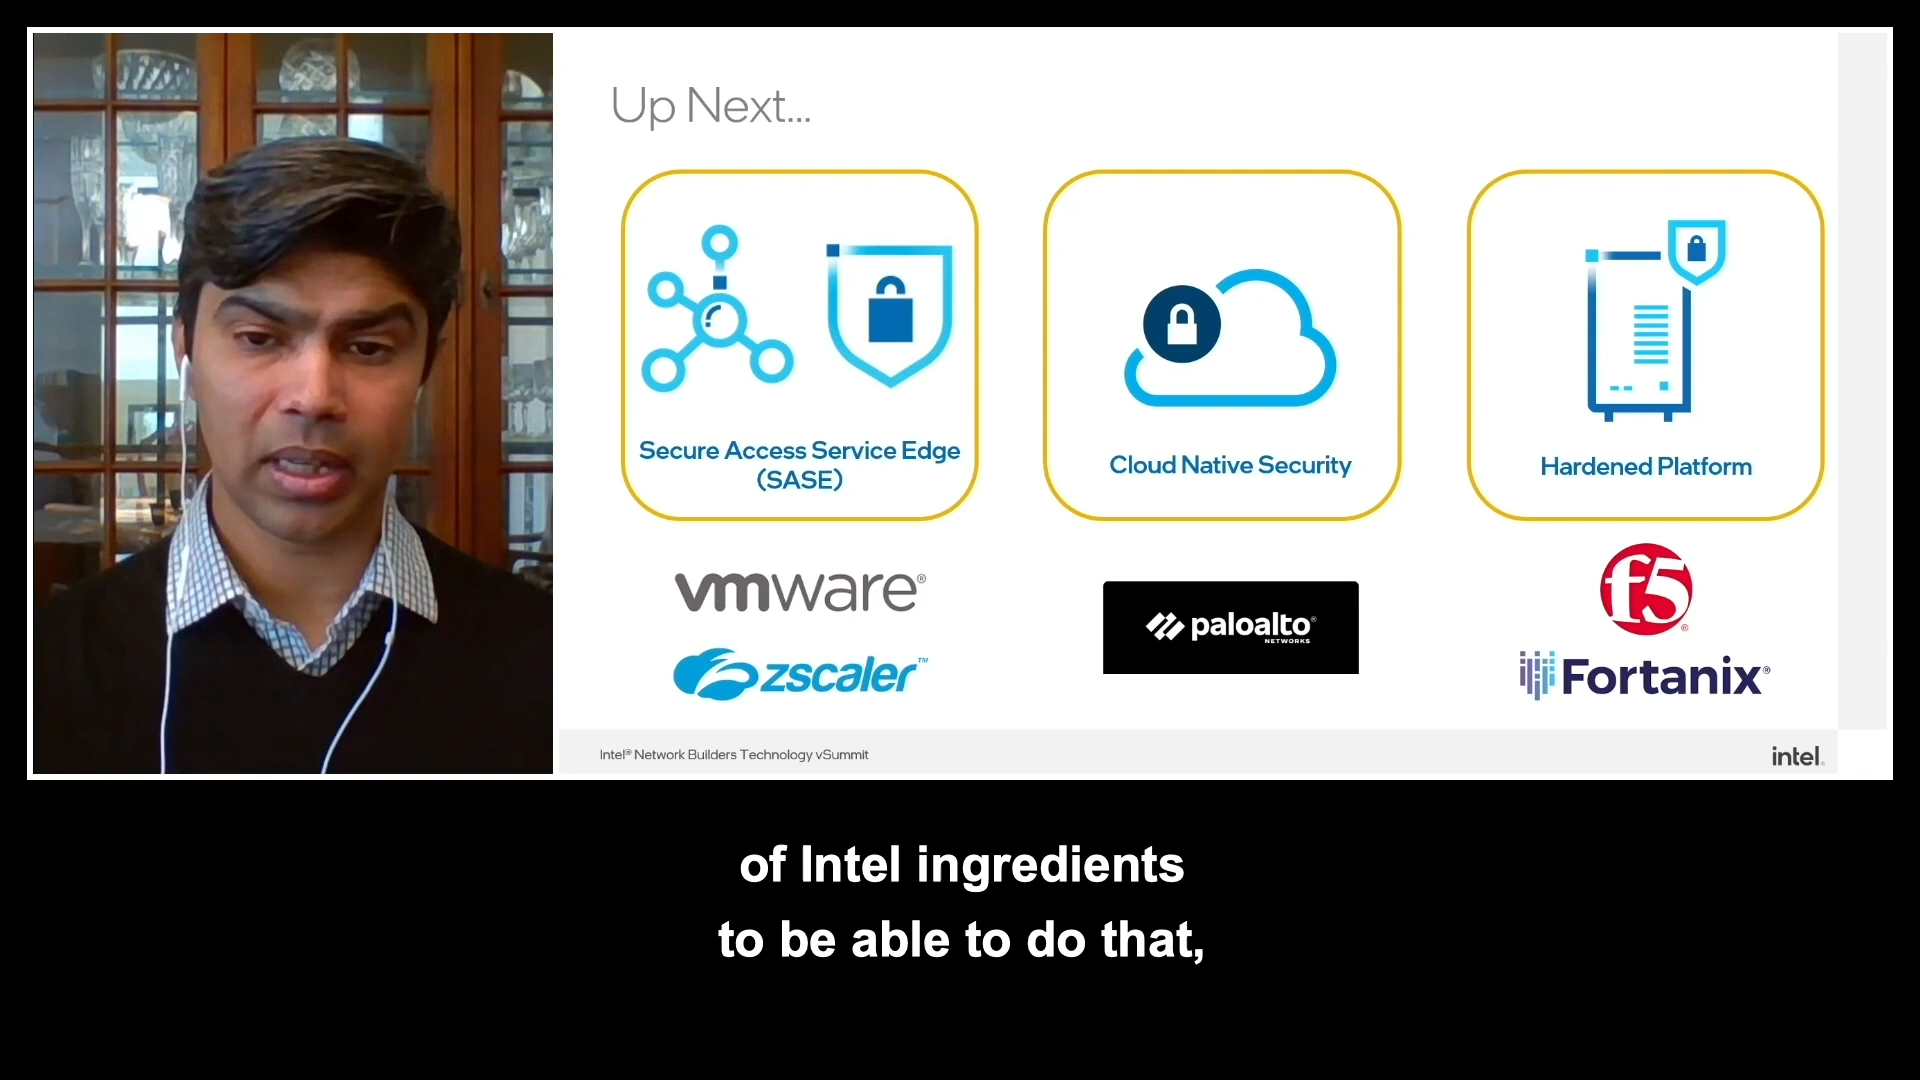 Up Next...
Secure Access Service Edge
(SASE)
Cloud Native Security
Hardened Platform
vmware®
zscaler™
paloalto®
NETWORKS
f5®
Fortanix®
Intel® Network Builders Technology vSummit
intel.
of Intel ingredients
to be able to do that,